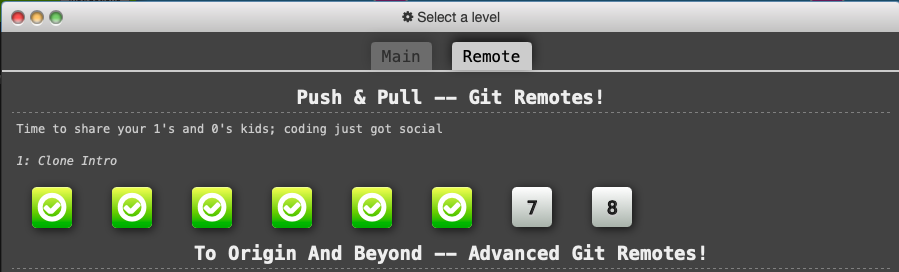 Select a level
Main Remote
Push & Pull -- Git Remotes!
Time to share your 1's and 0's kids; coding just got social
1: Clone Intro
7 8
To Origin And Beyond -- Advanced Git Remotes!